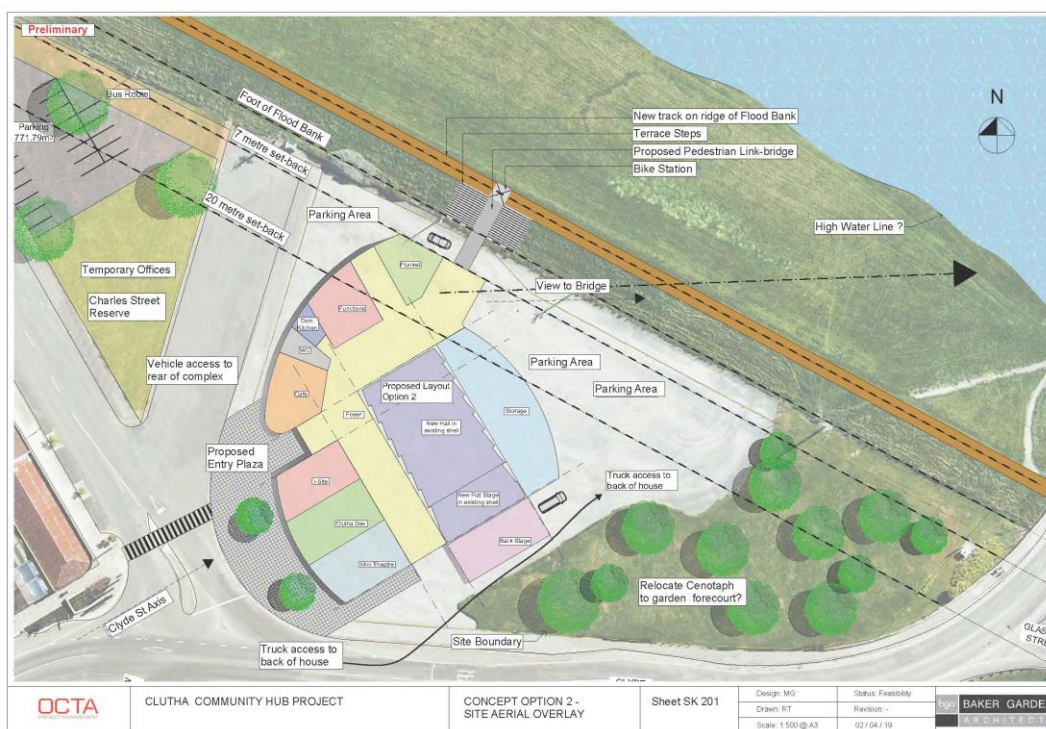 Preliminary
Bus Route
Parking
771.79m²
Foot of Flood Bank
7 metre set-back
20 metre set-back
Parking Area
New track on ridge of Flood Bank
Terrace Steps
Proposed Pedestrian Link-bridge
Bike Station
N
High Water Line ?
Temporary Offices
Charles Street
Reserve
Vehicle access to
rear of complex
Plunket
Functions
Kitchen
WC
Cafe
Foyer
View to Bridge
Parking Area
Parking Area
Proposed Layout
Option 2
New Hall in
existing shell
Storage
Proposed
Entry Plaza
i-Site
Clutha Dev
Mini Theatre
New Flat Stage
in existing shell
Back Stage
Truck access to
back of house
Relocate Cenotaph
to garden forecourt?
Clyde St Axis
Truck access to
back of house
Site Boundary
OCTA
PROJECT MANAGEMENT
CLUTHA COMMUNITY HUB PROJECT
CONCEPT OPTION 2 -
SITE AERIAL OVERLAY
Sheet SK 201
Design: MG
Drawn: RT
Scale: 1:500 @ A3
Status: Feasibility
Revision: -
02 / 04 / 19
bga
BAKER GARDE
ARCHITECT